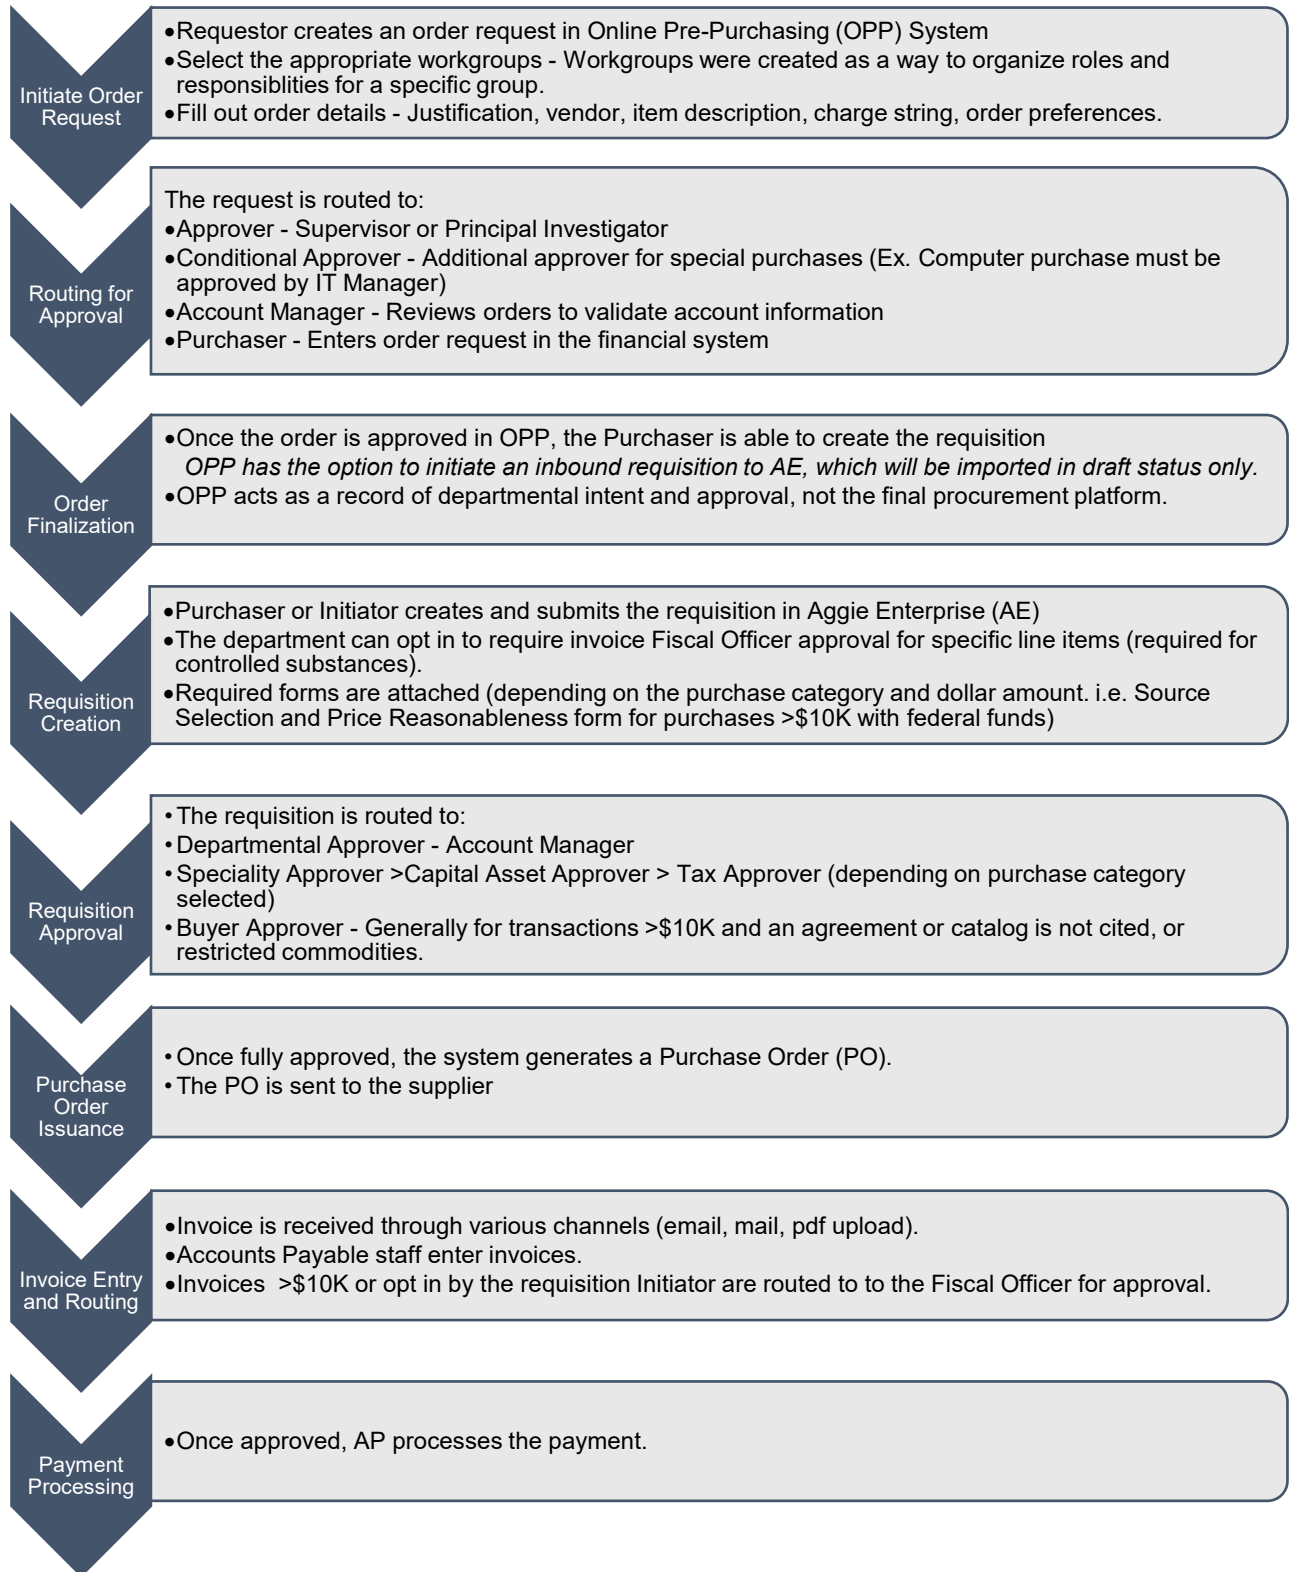 Initiate Order
Request
•Requestor creates an order request in Online Pre-Purchasing (OPP) System
•Select the appropriate workgroups - Workgroups were created as a way to organize roles and
responsiblities for a specific group.
•Fill out order details - Justification, vendor, item description, charge string, order preferences.
Routing for
Approval
The request is routed to:
•Approver - Supervisor or Principal Investigator
•Conditional Approver - Additional approver for special purchases (Ex. Computer purchase must be
approved by IT Manager)
•Account Manager - Reviews orders to validate account information
•Purchaser - Enters order request in the financial system
Order
Finalization
•Once the order is approved in OPP, the Purchaser is able to create the requisition
OPP has the option to initiate an inbound requisition to AE, which will be imported in draft status only.
•OPP acts as a record of departmental intent and approval, not the final procurement platform.
Requisition
Creation
•Purchaser or Initiator creates and submits the requisition in Aggie Enterprise (AE)
•The department can opt in to require invoice Fiscal Officer approval for specific line items (required for
controlled substances).
•Required forms are attached (depending on the purchase category and dollar amount. i.e. Source
Selection and Price Reasonableness form for purchases >$10K with federal funds)
Requisition
Approval
•The requisition is routed to:
•Departmental Approver - Account Manager
•Speciality Approver >Capital Asset Approver > Tax Approver (depending on purchase category
selected)
•Buyer Approver - Generally for transactions >$10K and an agreement or catalog is not cited, or
restricted commodities.
Purchase
Order
Issuance
•Once fully approved, the system generates a Purchase Order (PO).
•The PO is sent to the supplier
Invoice Entry
and Routing
•Invoice is received through various channels (email, mail, pdf upload).
•Accounts Payable staff enter invoices.
•Invoices  >$10K or opt in by the requisition Initiator are routed to to the Fiscal Officer for approval.
Payment
Processing
•Once approved, AP processes the payment.